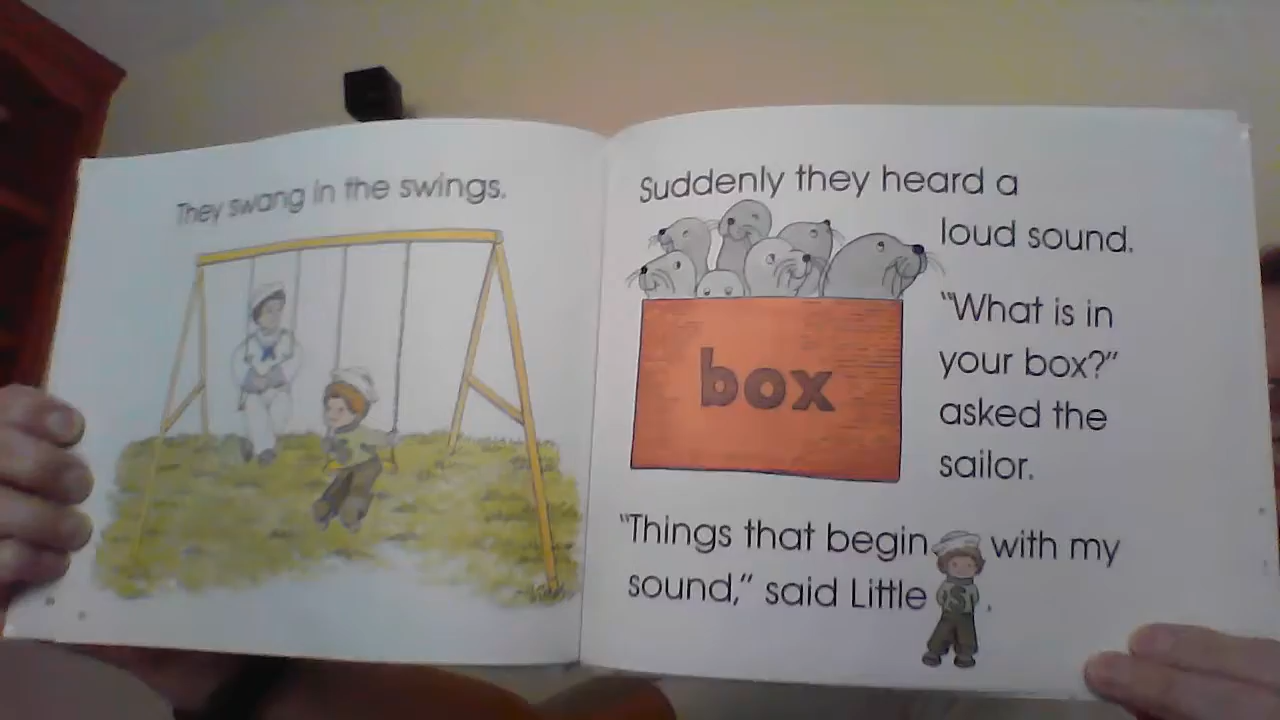 They swang in the swings.
Suddenly they heard a
loud sound.
"What is in
your box?"
asked the
sailor.
box
"Things that begin with my
sound," said Little S.